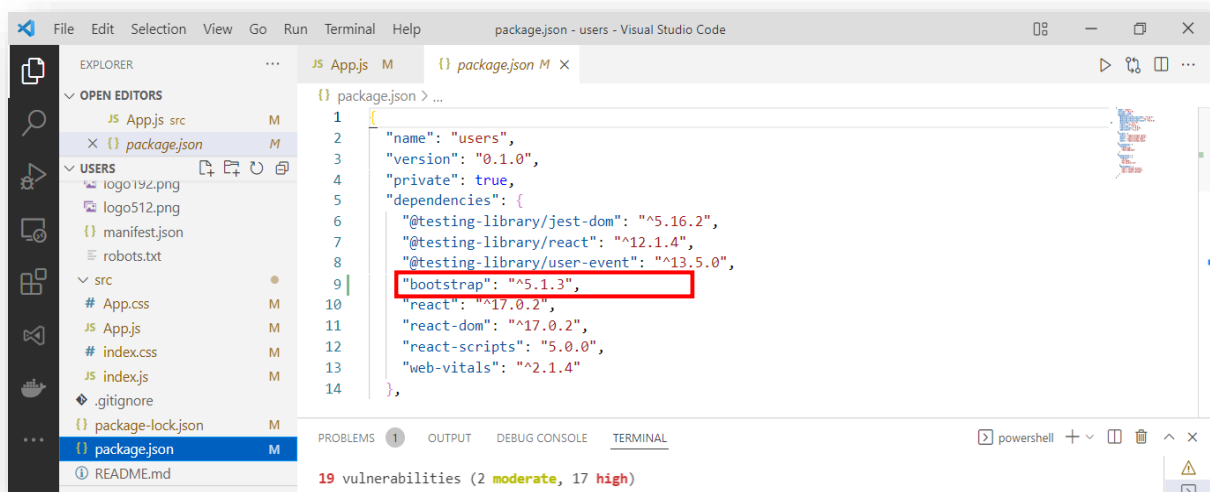 File Edit Selection View Go Run Terminal Help package.json - users - Visual Studio Code
EXPLORER
OPEN EDITORS
JS App.js src M
{} package.json M
USERS
logo192.png
logo512.png
{} manifest.json
robots.txt
src
# App.css M
JS App.js M
# index.css M
JS index.js M
.gitignore
{} package-lock.json M
{} package.json M
README.md
JS App.js M {} package.json M
{} package.json > ...
1 {
2 "name": "users",
3 "version": "0.1.0",
4 "private": true,
5 "dependencies": {
6 "@testing-library/jest-dom": "^5.16.2",
7 "@testing-library/react": "^12.1.4",
8 "@testing-library/user-event": "^13.5.0",
9 "bootstrap": "^5.1.3",
10 "react": "^17.0.2",
11 "react-dom": "^17.0.2",
12 "react-scripts": "5.0.0",
13 "web-vitals": "^2.1.4"
14 },
PROBLEMS 1 OUTPUT DEBUG CONSOLE TERMINAL powershell
19 vulnerabilities (2 moderate, 17 high)